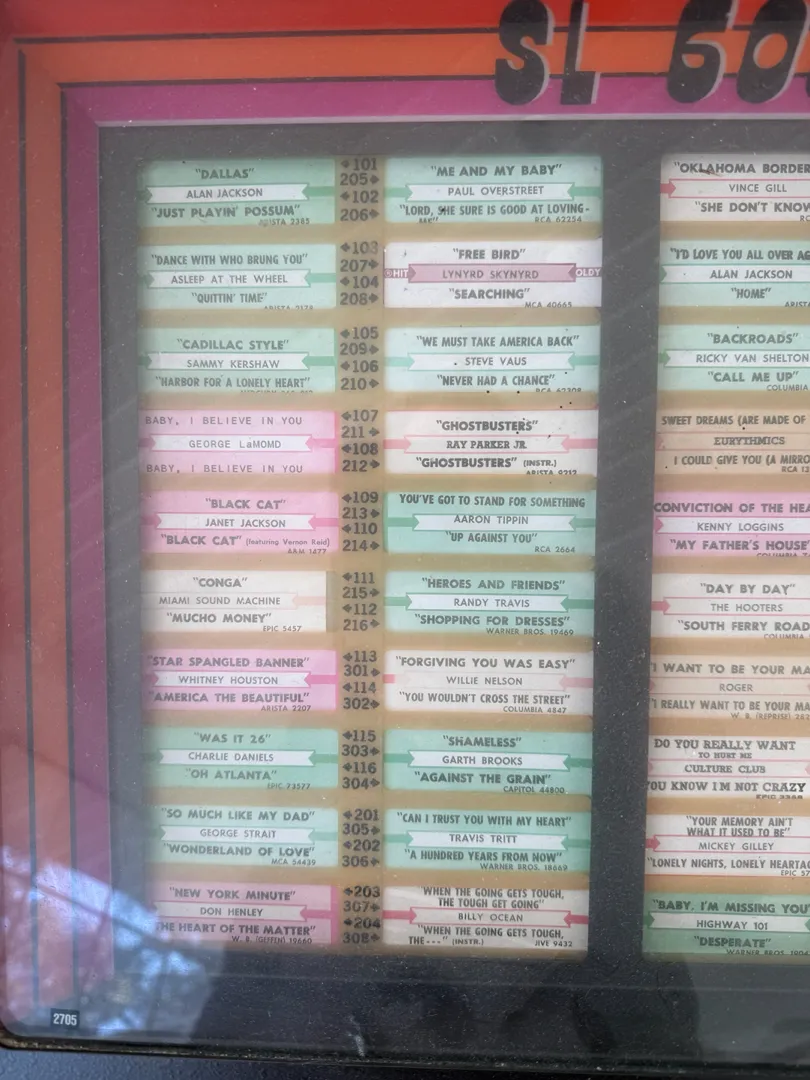 SL 60
"DALLAS"
ALAN JACKSON
"JUST PLAYIN' POSSUM"
ARISTA 2385
101
205
102
206
"ME AND MY BABY"
PAUL OVERSTREET
"LORD, SHE SURE IS GOOD AT LOVING-
ME"
RCA 62254
"OKLAHOMA BORDER
VINCE GILL
"SHE DON'T KNOW
"DANCE WITH WHO BRUNG YOU"
ASLEEP AT THE WHEEL
"QUITTIN' TIME"
103
207
104
208
"FREE BIRD"
HIT LYNYRD SKYNYRD OLDY
"SEARCHING"
MCA 40665
"I'D LOVE YOU ALL OVER AG
ALAN JACKSON
"HOME"
ARIST
"CADILLAC STYLE"
SAMMY KERSHAW
"HARBOR FOR A LONELY HEART"
105
209
106
210
"WE MUST TAKE AMERICA BACK"
STEVE VAUS
"NEVER HAD A CHANCE"
"BACKROADS"
RICKY VAN SHELTON
"CALL ME UP"
COLUMBIA
BABY, I BELIEVE IN YOU
GEORGE LaMOMD
BABY, I BELIEVE IN YOU
107
211
108
212
"GHOSTBUSTERS"
RAY PARKER JR.
"GHOSTBUSTERS" (INSTR.)
ARISTA 9212
SWEET DREAMS (ARE MADE OF
EURYTHMICS
I COULD GIVE YOU (A MIRRO
RCA 12
"BLACK CAT"
JANET JACKSON
"BLACK CAT" (featuring Vernon Reid)
A&M 1477
109
213
110
214
YOU'VE GOT TO STAND FOR SOMETHING
AARON TIPPIN
"UP AGAINST YOU"
RCA 2664
CONVICTION OF THE HEA
KENNY LOGGINS
"MY FATHER'S HOUSE"
"CONGA"
MIAMI SOUND MACHINE
"MUCHO MONEY"
EPIC 5457
111
215
112
216
"HEROES AND FRIENDS"
RANDY TRAVIS
"SHOPPING FOR DRESSES"
WARNER BROS. 19469
"DAY BY DAY"
THE HOOTERS
"SOUTH FERRY ROAD
COLUMBIA
"STAR SPANGLED BANNER"
WHITNEY HOUSTON
"AMERICA THE BEAUTIFUL"
ARISTA 2207
113
301
114
302
"FORGIVING YOU WAS EASY"
WILLIE NELSON
"YOU WOULDN'T CROSS THE STREET"
COLUMBIA 4847
"I WANT TO BE YOUR MA
ROGER
"I REALLY WANT TO BE YOUR MA
W. B. (REPRISE) 282
"WAS IT 26"
CHARLIE DANIELS
"OH ATLANTA"
EPIC 73577
115
303
116
304
"SHAMELESS"
GARTH BROOKS
"AGAINST THE GRAIN"
CAPITOL 44800
DO YOU REALLY WANT
TO HURT ME
CULTURE CLUB
YOU KNOW I'M NOT CRAZY
EPIC 3368
"SO MUCH LIKE MY DAD"
GEORGE STRAIT
"WONDERLAND OF LOVE"
MCA 54439
201
305
202
306
"CAN I TRUST YOU WITH MY HEART"
TRAVIS TRITT
"A HUNDRED YEARS FROM NOW"
WARNER BROS. 18669
"YOUR MEMORY AIN'T
WHAT IT USED TO BE"
MICKEY GILLEY
"LONELY NIGHTS, LONELY HEARTAC
EPIC 57
"NEW YORK MINUTE"
DON HENLEY
THE HEART OF THE MATTER"
W. B. (GEFFEN) 19660
203
307
204
308
WHEN THE GOING GETS TOUGH,
THE TOUGH GET GOING"
BILLY OCEAN
"WHEN THE GOING GETS TOUGH,
THE---" (INSTR.)
JIVE 9432
"BABY, I'M MISSING YOU"
HIGHWAY 101
"DESPERATE"
WARNER BROS. 1904
2705